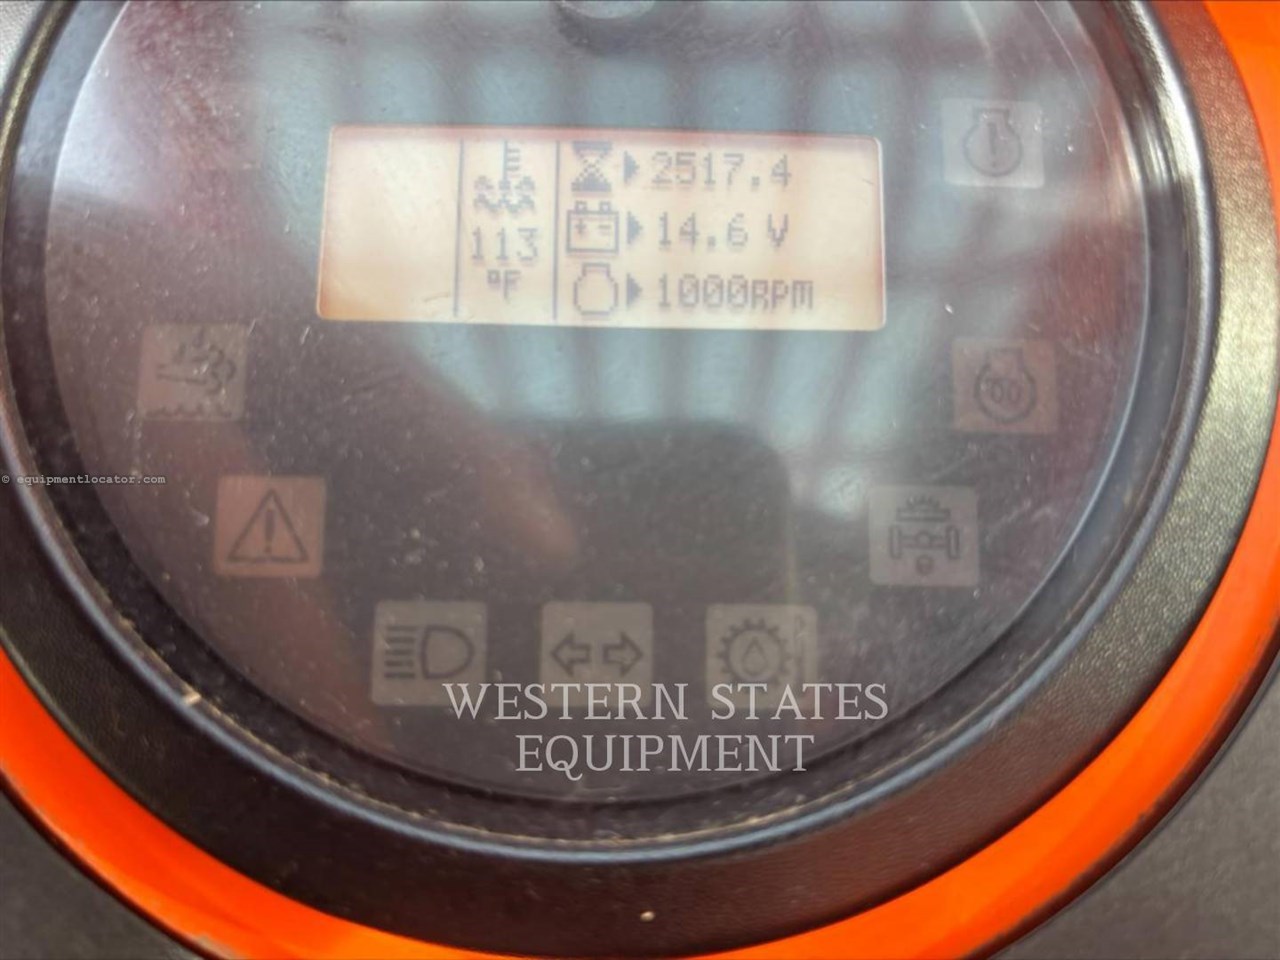 2517.4
14.6 V
113
°F
1000RPM
© equipmentlocator.com
WESTERN STATES
EQUIPMENT